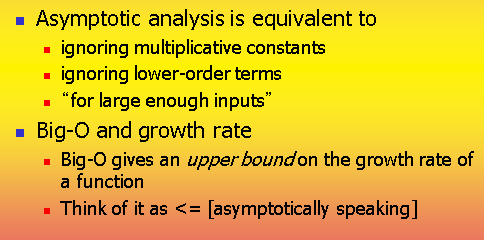 Asymptotic analysis is equivalent to
ignoring multiplicative constants
ignoring lower-order terms
“for large enough inputs”
Big-O and growth rate
Big-O gives an upper bound on the growth rate of
a function
Think of it as <= [asymptotically speaking]